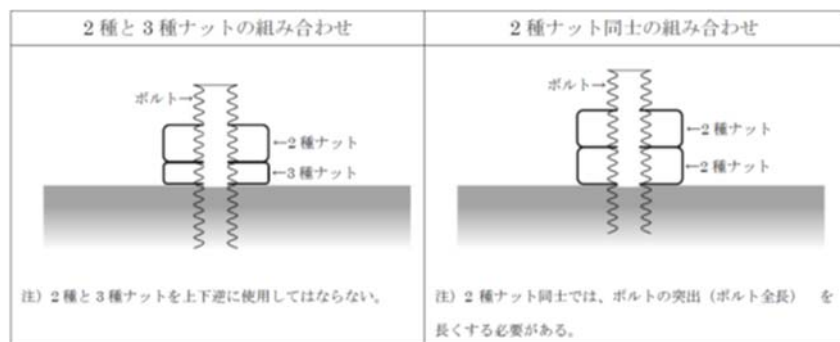 2種と3種ナットの組み合わせ
2種ナット同士の組み合わせ
ボルト→
←2種ナット
←3種ナット
ボルト→
←2種ナット
←2種ナット
注）2種と3種ナットを上下逆に使用してはならない。
注）2種ナット同士では、ボルトの突出（ボルト全長）　を
長くする必要がある。